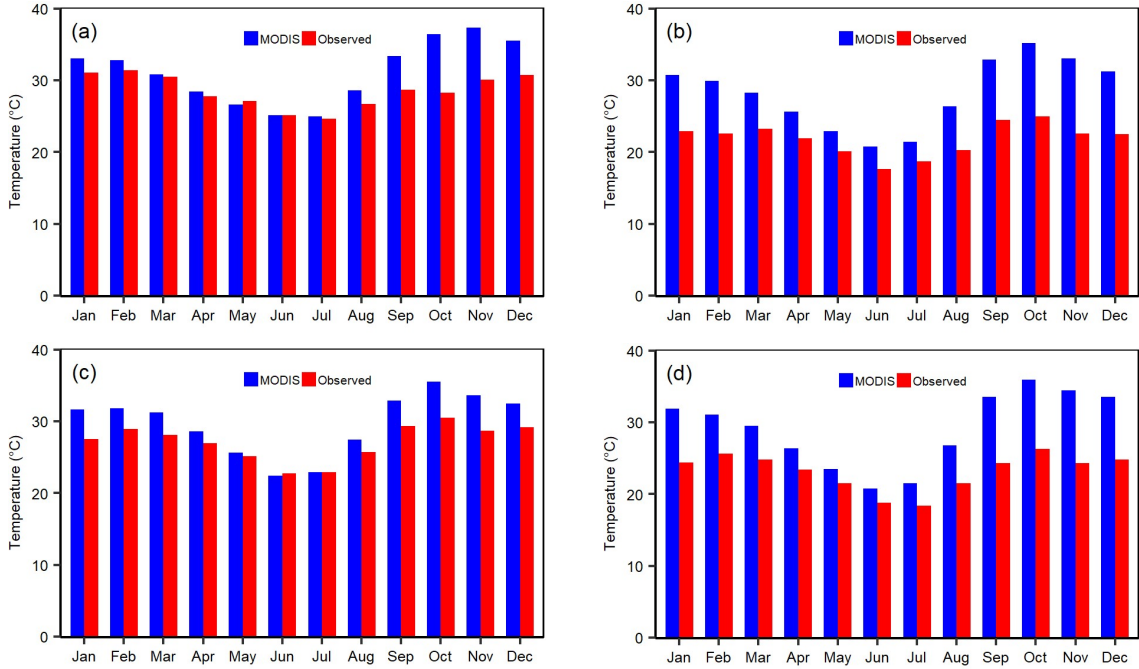 (a)
MODIS Observed
Temperature (°C)
40
30
20
10
0
Jan Feb Mar Apr May Jun Jul Aug Sep Oct Nov Dec
(b)
MODIS Observed
Temperature (°C)
40
30
20
10
0
Jan Feb Mar Apr May Jun Jul Aug Sep Oct Nov Dec
(c)
MODIS Observed
Temperature (°C)
40
30
20
10
0
Jan Feb Mar Apr May Jun Jul Aug Sep Oct Nov Dec
(d)
MODIS Observed
Temperature (°C)
40
30
20
10
0
Jan Feb Mar Apr May Jun Jul Aug Sep Oct Nov Dec